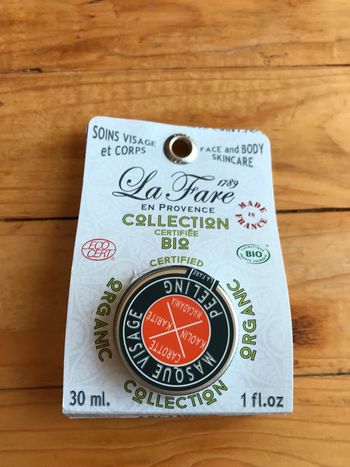 SOINS VISAGE
et CORPS
FACE and BODY
SKINCARE
La Fare
1789
EN PROVENCE
COLLECTION
CERTIFIÉE
BIO
MADE IN FRANCE
ECO
CERT
BIO
CERTIFIED
ORGANIC
ORGANIC
MASQUE VISAGE
PEELING
CAROTTE
KAOLIN KARITE
MACADAMIA
COLLECTION
30 ml.
1 fl.oz